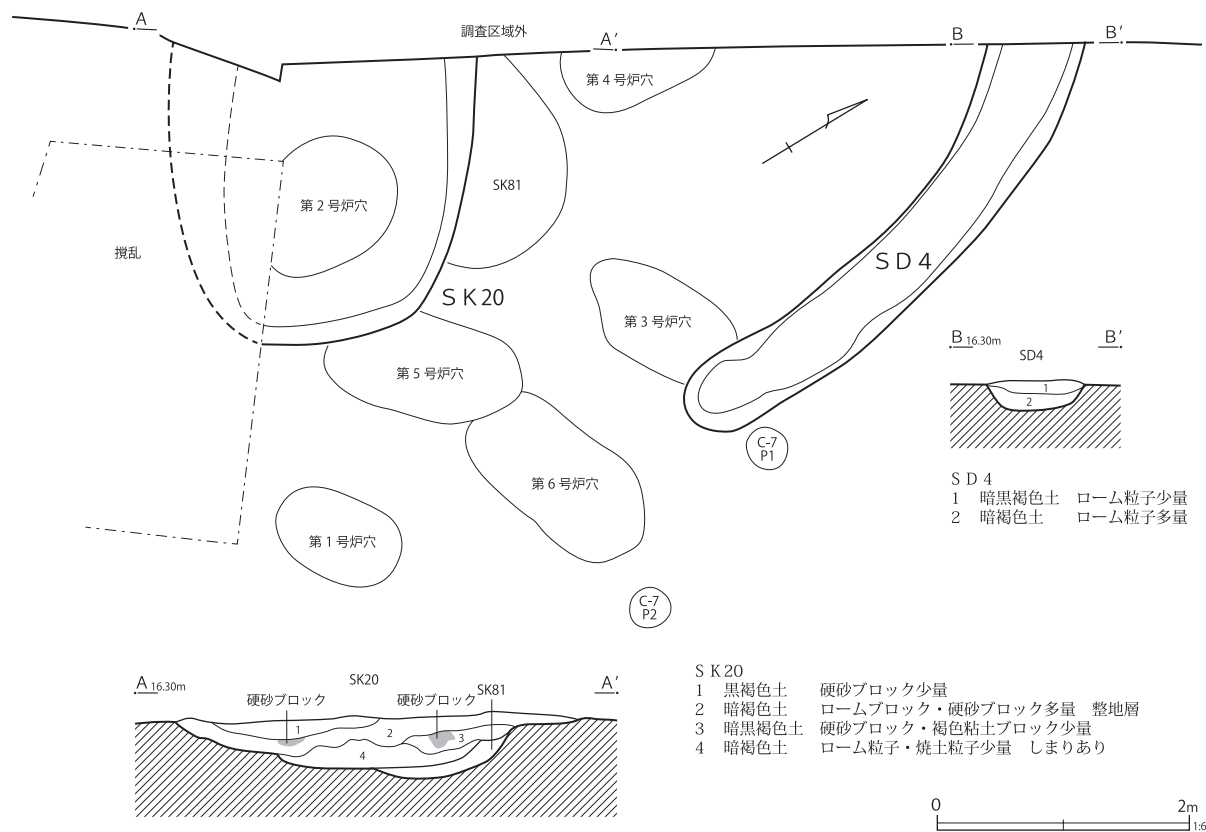 A
調査区域外
A′
B
B′
第4号炉穴
第2号炉穴
SK81
撹乱
SD4
SK20
第3号炉穴
第5号炉穴
第6号炉穴
第1号炉穴
C-7
P1
C-7
P2
B 16.30m
B′
SD4
1
2
SD4
1 暗黒褐色土 ローム粒子少量
2 暗褐色土 ローム粒子多量
A 16.30m
SK20
A′
硬砂ブロック
硬砂ブロック
SK81
1
2
3
4
SK20
1 黒褐色土 硬砂ブロック少量
2 暗褐色土 ロームブロック・硬砂ブロック多量 整地層
3 暗黒褐色土 硬砂ブロック・褐色粘土ブロック少量
4 暗褐色土 ローム粒子・焼土粒子少量 しまりあり
0
2m
1:6